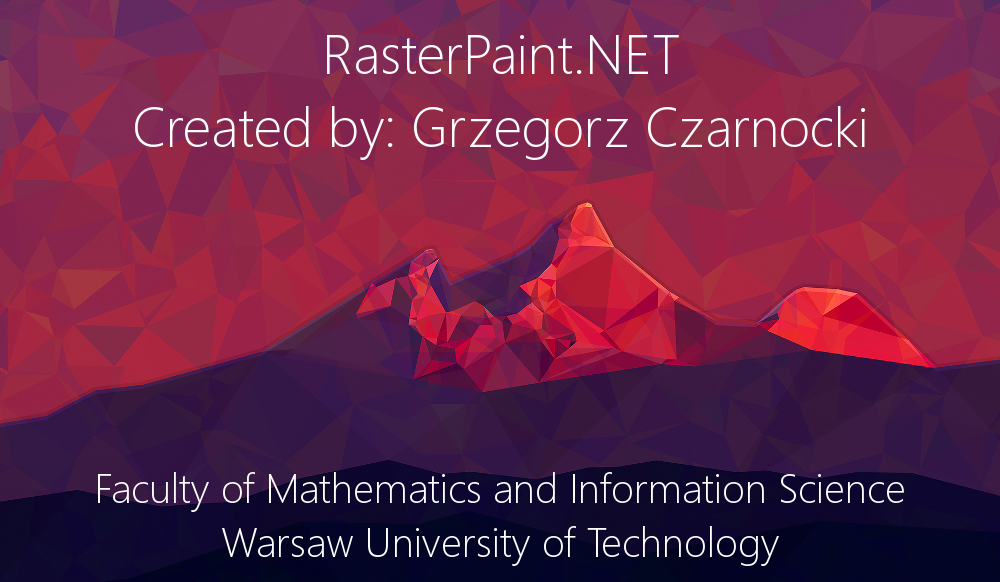 RasterPaint.NET
Created by: Grzegorz Czarnocki
Faculty of Mathematics and Information Science
Warsaw University of Technology